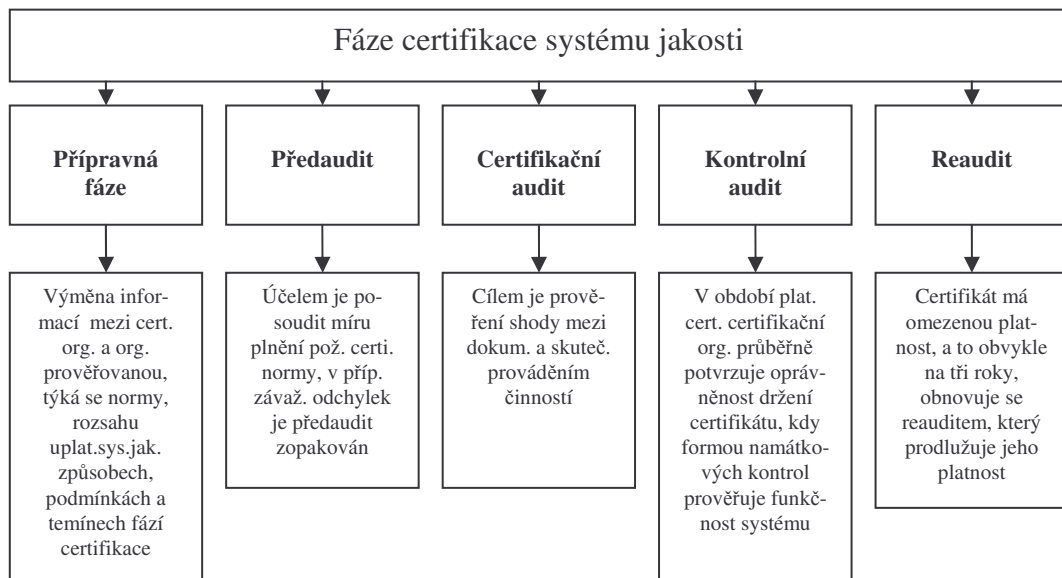 Fáze certifikace systému jakosti
Přípravná
fáze
Předaudit
Certifikační
audit
Kontrolní
audit
Reaudit
Výměna infor-
mací mezi cert.
org. a org.
prověřovanou,
týká se normy,
rozsahu
uplat.sys.jak.
způsobech,
podmínkách a
temínech fází
certifikace
Účelem je po-
soudit míru
plnění pož. certi.
normy, v příp.
závaž. odchylek
je předaudit
zopakován
Cílem je prově-
ření shody mezi
dokum. a skuteč.
prováděním
činností
V období plat.
cert. certifikační
org. průběřně
potvrzuje opráv-
něnost držení
certifikátu, kdy
formou namátko-
vých kontrol
prověřuje funkč-
nost systému
Certifikát má
omezenou plat-
nost, a to obvykle
na tři roky,
obnovuje se
reauditem, který
prodlužuje jeho
platnost